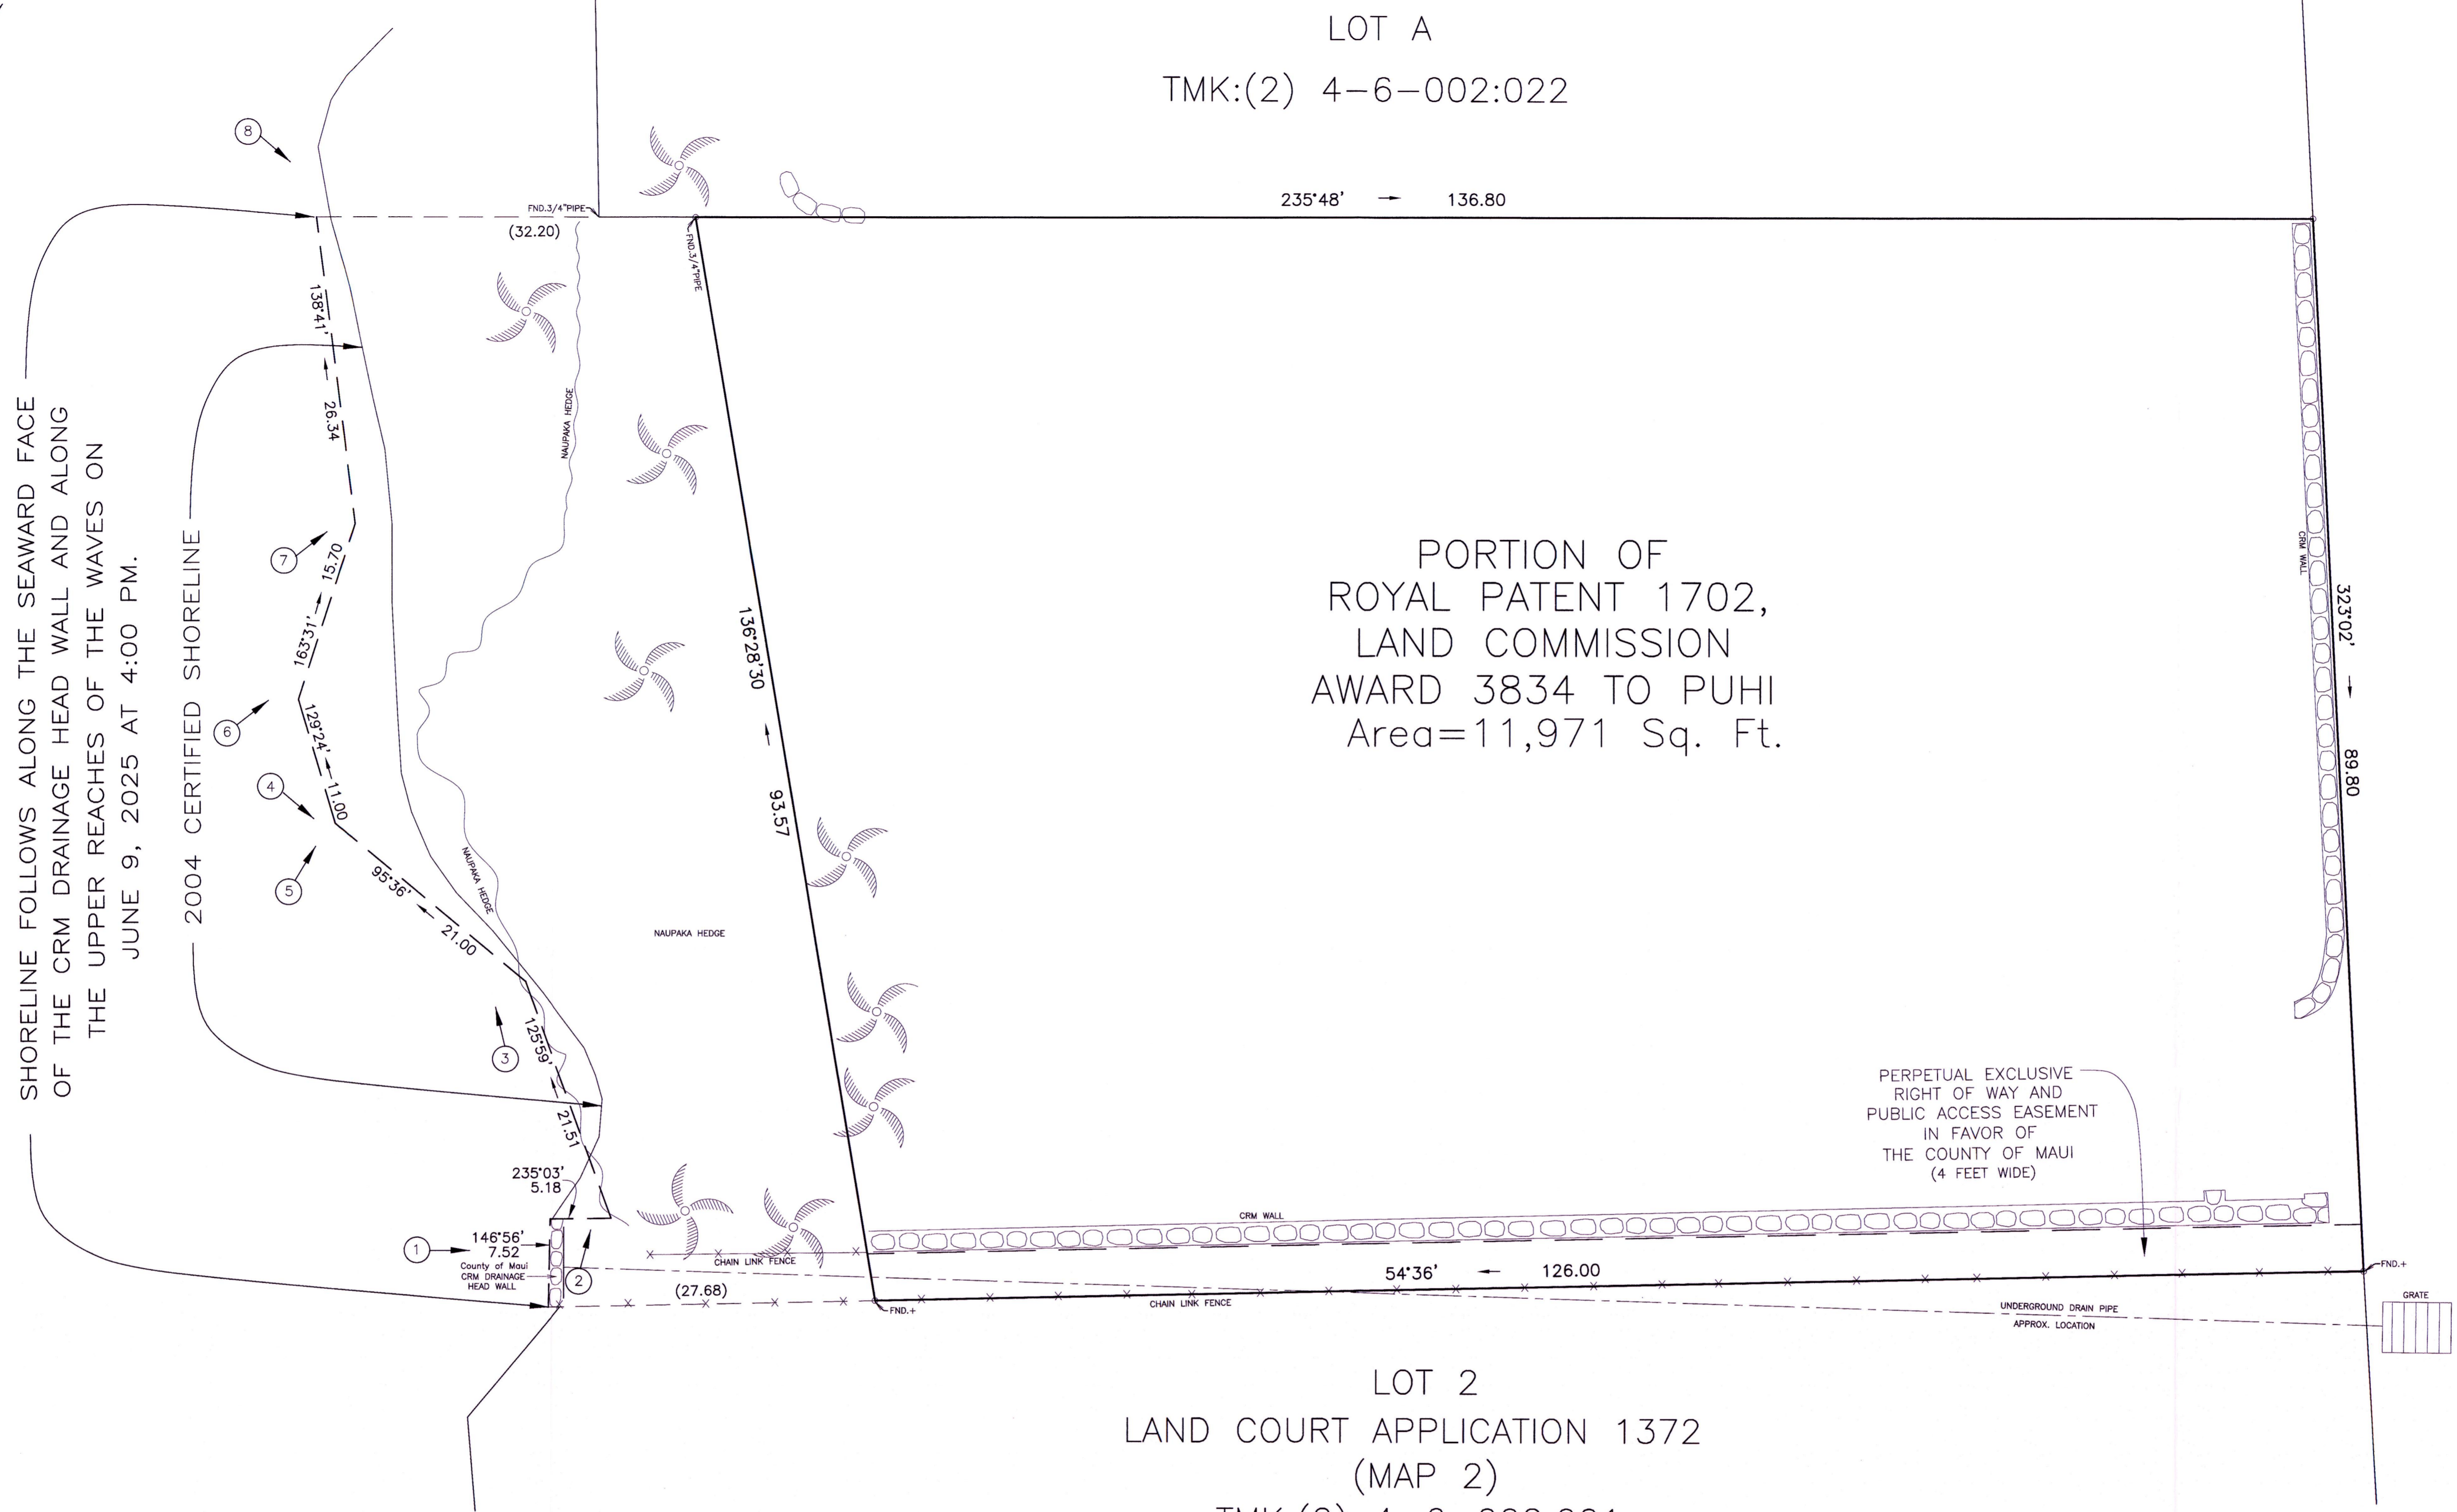 LOT A
TMK:(2) 4-6-002:022
8
FND.3/4"PIPE
(32.20)
FND.3/4"PIPE
235°48' → 136.80
138°41'
26.34
SHORELINE FOLLOWS ALONG THE SEAWARD FACE
OF THE CRM DRAINAGE HEAD WALL AND ALONG
THE UPPER REACHES OF THE WAVES ON
JUNE 9, 2025 AT 4:00 PM.
2004 CERTIFIED SHORELINE
NAUPAKA HEDGE
7
163°31' → 15.70
6
129°24'
11.00
4
5
95°36'
21.00
NAUPAKA HEDGE
NAUPAKA HEDGE
136°28'30
93.57
PORTION OF
ROYAL PATENT 1702,
LAND COMMISSION
AWARD 3834 TO PUHI
Area=11,971 Sq. Ft.
CRM WALL
323°02' → 89.80
3
125°59'
21.51
235°03'
5.18
1
146°56'
7.52
County of Maui
CRM DRAINAGE
HEAD WALL
2
PERPETUAL EXCLUSIVE
RIGHT OF WAY AND
PUBLIC ACCESS EASEMENT
IN FAVOR OF
THE COUNTY OF MAUI
(4 FEET WIDE)
CRM WALL
CHAIN LINK FENCE
(27.68)
FND.+
54°36' ← 126.00
CHAIN LINK FENCE
FND.+
UNDERGROUND DRAIN PIPE
APPROX. LOCATION
GRATE
LOT 2
LAND COURT APPLICATION 1372
(MAP 2)